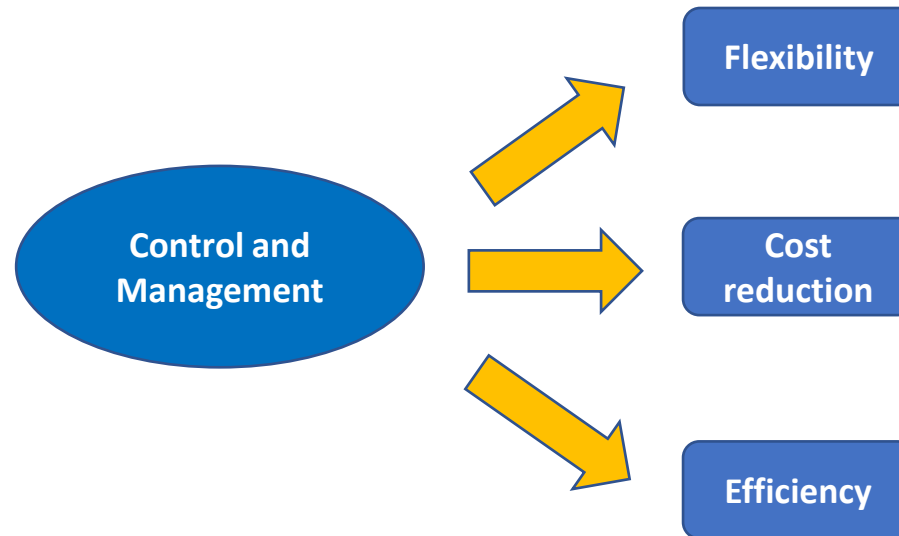 Flexibility
Control and
Management
Cost
reduction
Efficiency